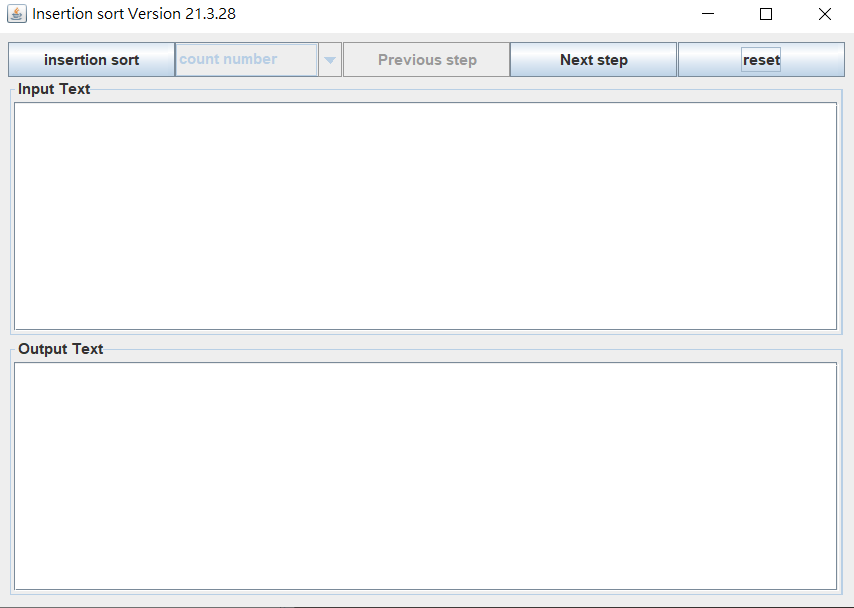 Insertion sort Version 21.3.28
insertion sort count number Previous step Next step reset
Input Text
Output Text